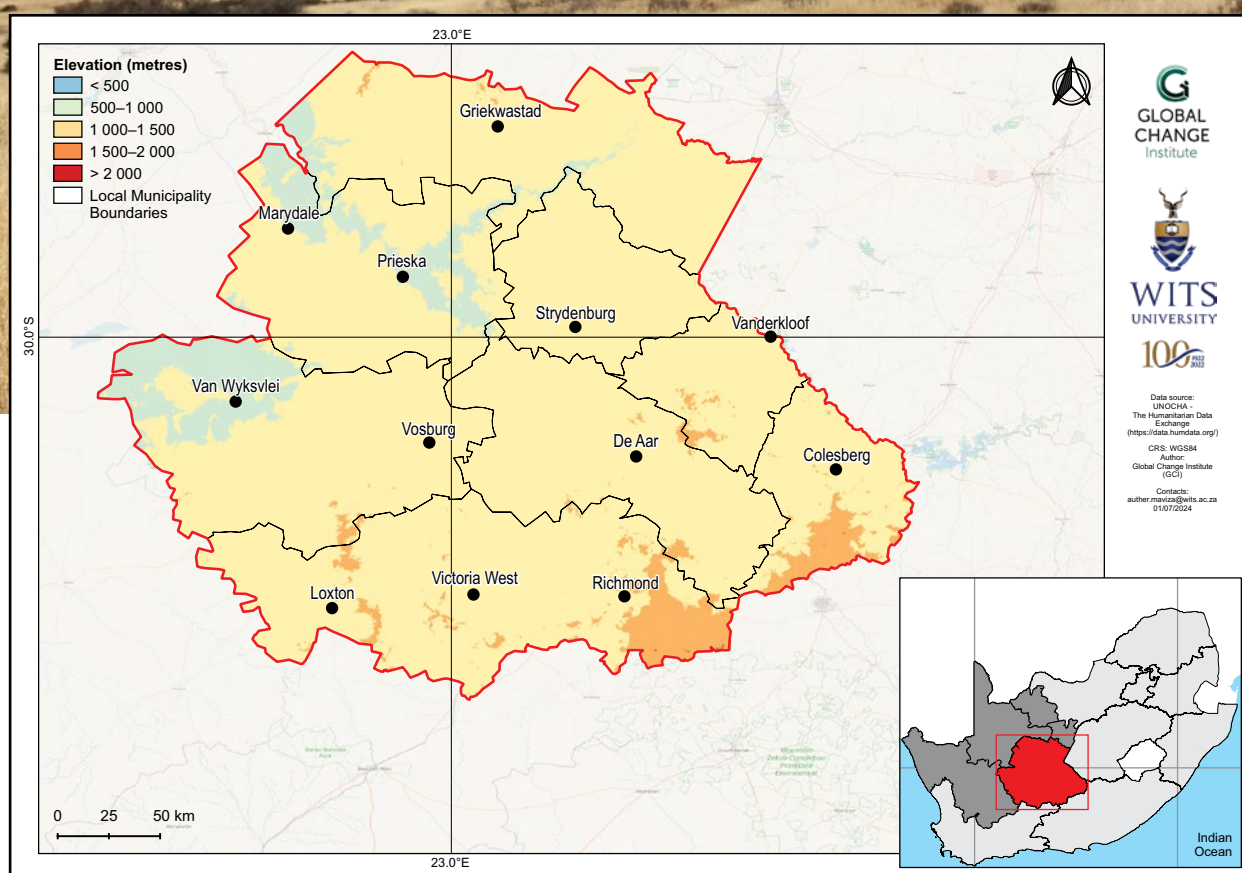 23.0°E
Elevation (metres)
< 500
500–1 000
1 000–1 500
1 500–2 000
> 2 000
Local Municipality
Boundaries
Griekwastad
Marydale
Prieska
Strydenburg
Vanderkloof
30.0°S
Van Wyksvlei
Vosburg
De Aar
Colesberg
Loxton
Victoria West
Richmond
0 25 50 km
23.0°E
GLOBAL
CHANGE
Institute
WITS
UNIVERSITY
100 1922
2022
Data source:
UNOCHA -
The Humanitarian Data
Exchange
(https://data.humdata.org/)
CRS: WGS84
Author:
Global Change Institute
(GCI)
Contacts:
auther.maviza@wits.ac.za
01/07/2024
Indian
Ocean